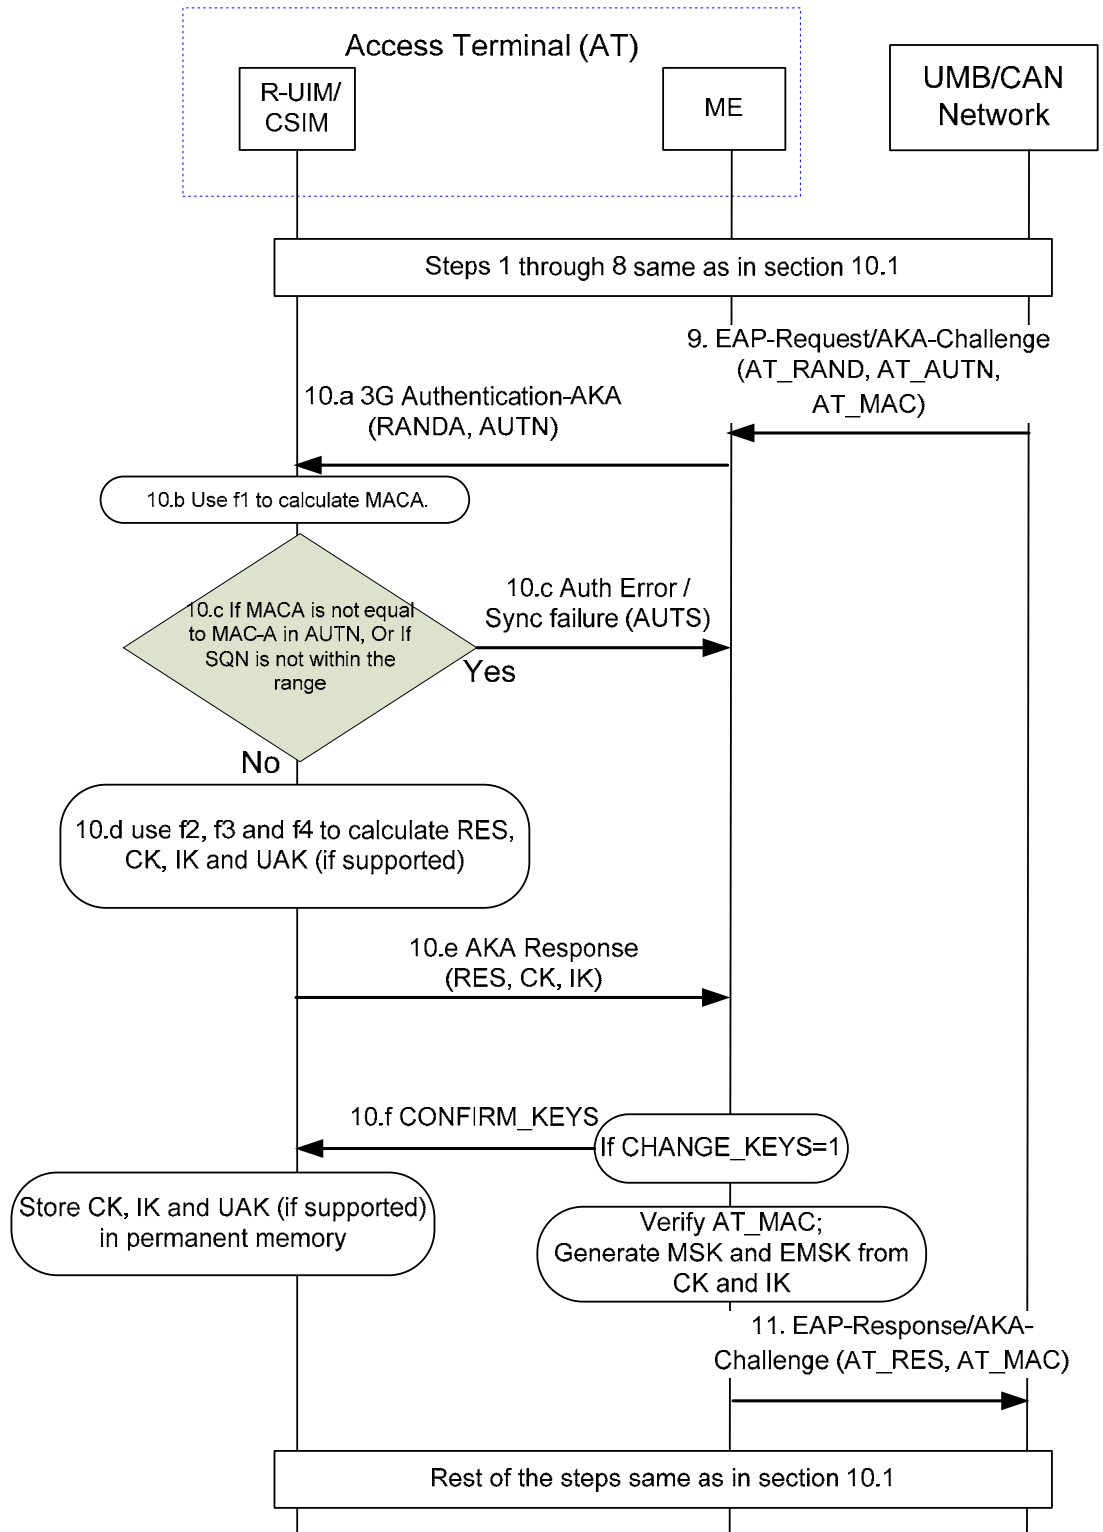 Access Terminal (AT)
R-UIM/
CSIM
ME
UMB/CAN
Network
Steps 1 through 8 same as in section 10.1
9. EAP-Request/AKA-Challenge
(AT_RAND, AT_AUTN,
AT_MAC)
10.a 3G Authentication-AKA
(RANDA, AUTN)
10.b Use f1 to calculate MACA.
10.c If MACA is not equal
to MAC-A in AUTN, Or If
SQN is not within the
range
10.c Auth Error /
Sync failure (AUTS)
Yes
No
10.d use f2, f3 and f4 to calculate RES,
CK, IK and UAK (if supported)
10.e AKA Response
(RES, CK, IK)
10.f CONFIRM_KEYS
If CHANGE_KEYS=1
Store CK, IK and UAK (if supported)
in permanent memory
Verify AT_MAC;
Generate MSK and EMSK from
CK and IK
11. EAP-Response/AKA-
Challenge (AT_RES, AT_MAC)
Rest of the steps same as in section 10.1